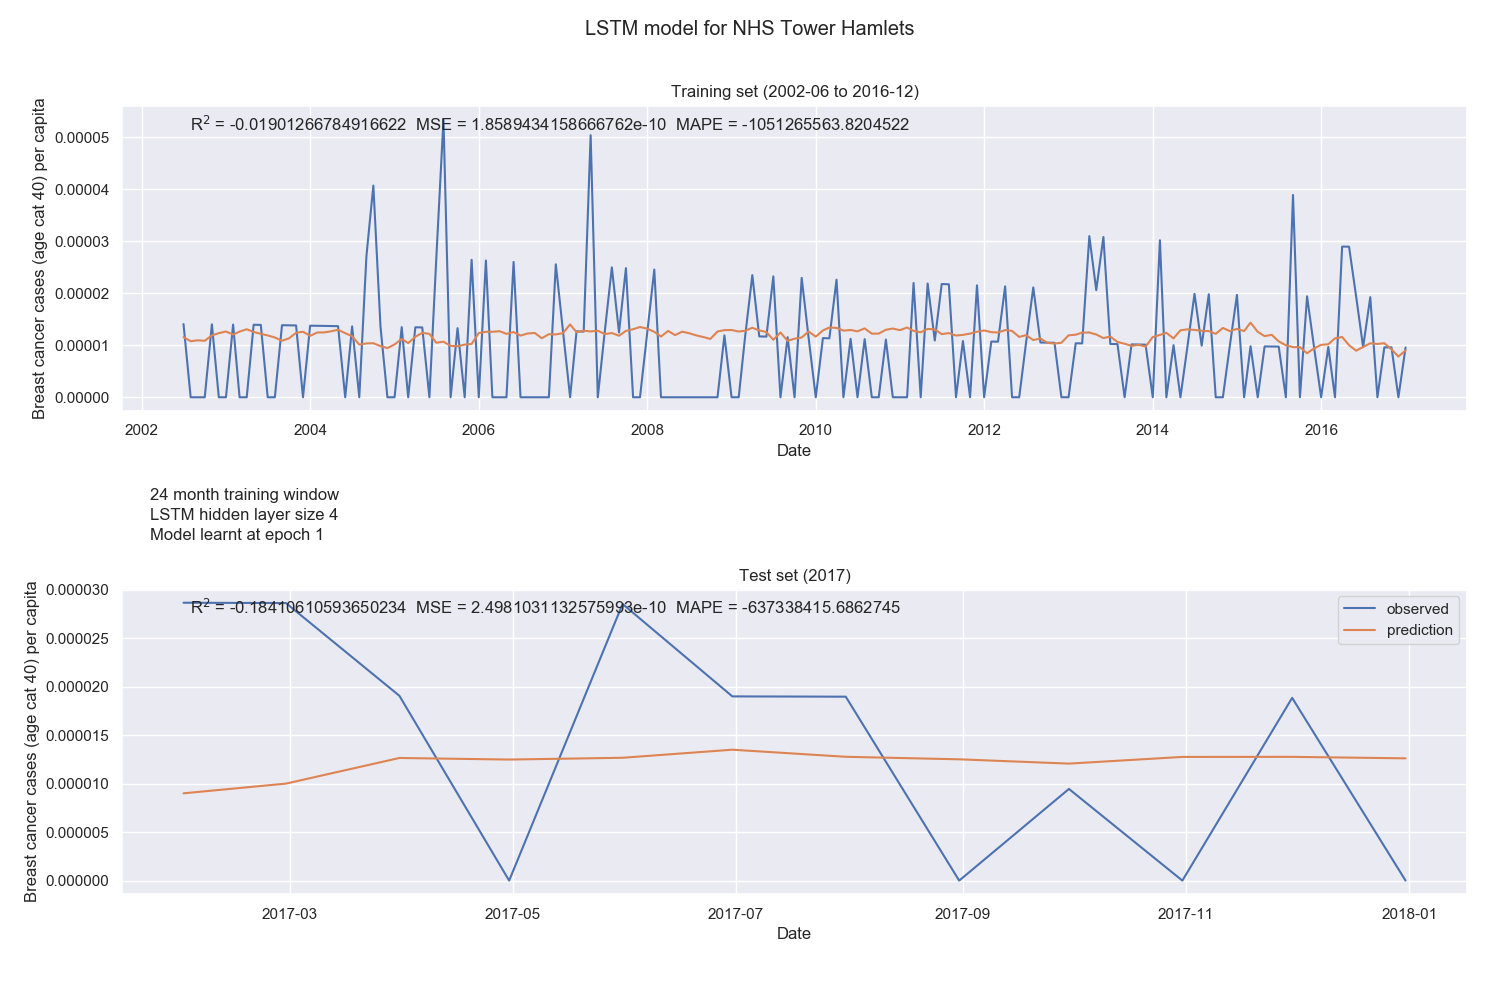 LSTM model for NHS Tower Hamlets
Training set (2002-06 to 2016-12)
R² = -0.01901266784916622  MSE = 1.8589434158666762e-10  MAPE = -1051265563.8204522
Breast cancer cases (age cat 40) per capita
0.00005
0.00004
0.00003
0.00002
0.00001
0.00000
2002 2004 2006 2008 2010 2012 2014 2016
Date
24 month training window
LSTM hidden layer size 4
Model learnt at epoch 1
Test set (2017)
R² = -0.18410610593650234  MSE = 2.4981031132575993e-10  MAPE = -637338415.6862745
observed
prediction
Breast cancer cases (age cat 40) per capita
0.000030
0.000025
0.000020
0.000015
0.000010
0.000005
0.000000
2017-03 2017-05 2017-07 2017-09 2017-11 2018-01
Date